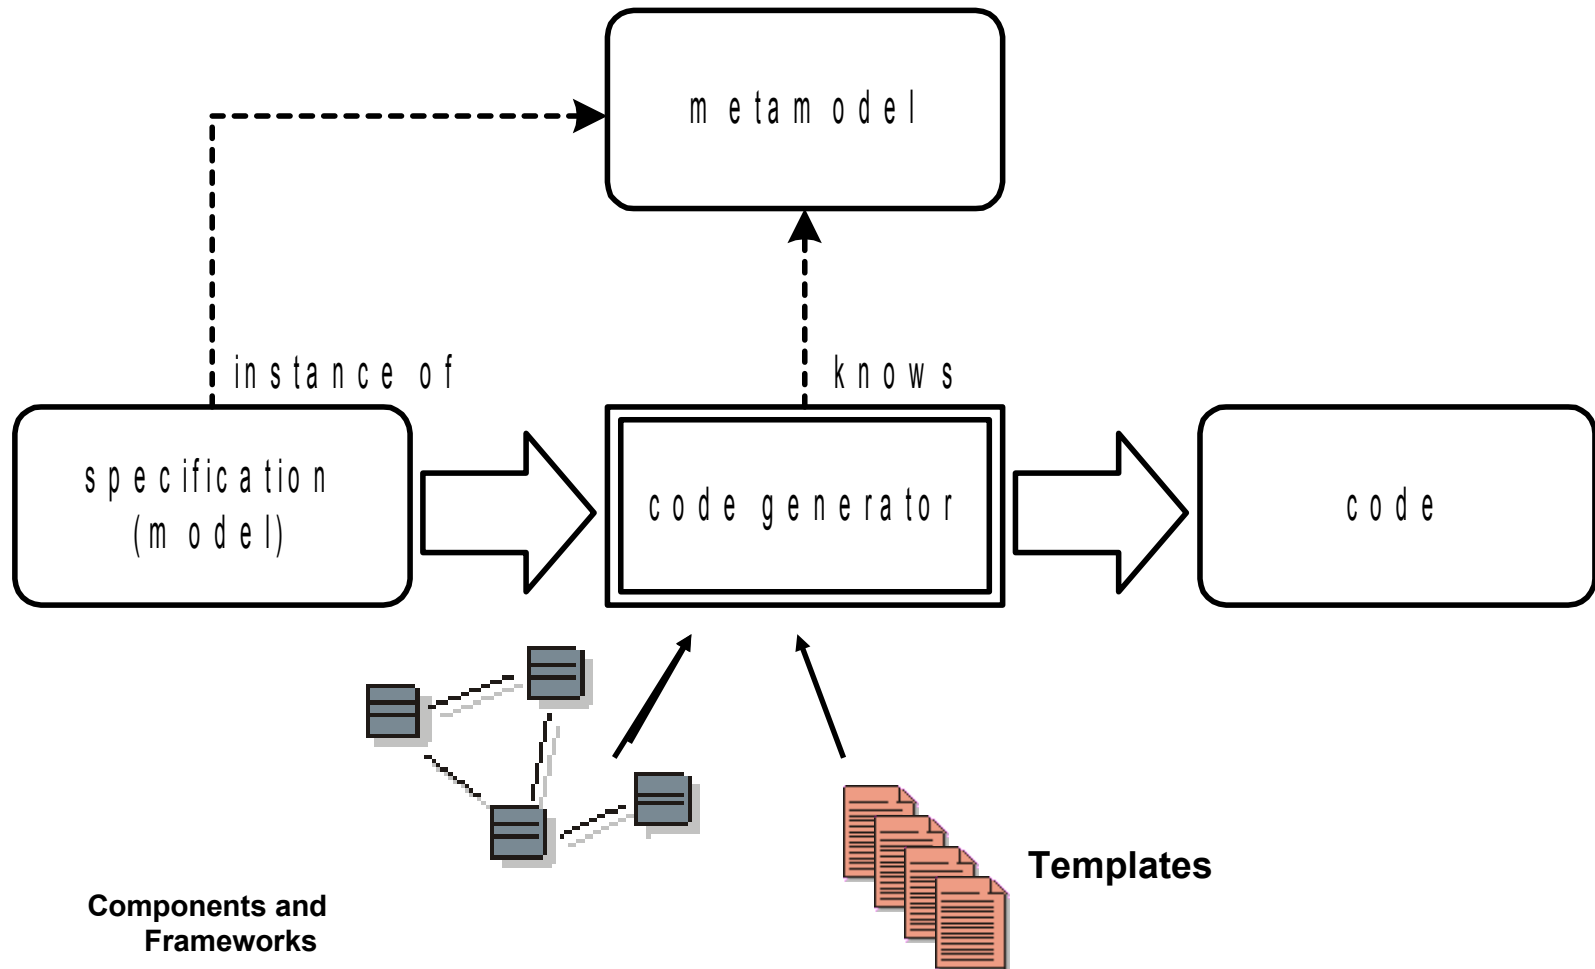 metamodel
instance of
knows
specification
(model)
code generator
code
Templates
Components and
Frameworks